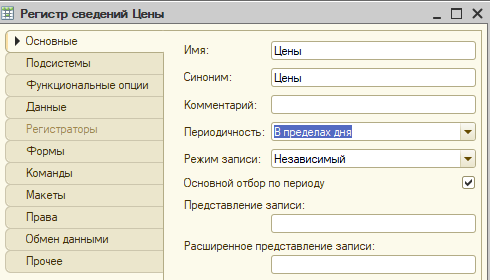 Регистр сведений Цены
Основные
Подсистемы
Функциональные опции
Данные
Регистраторы
Формы
Команды
Макеты
Права
Обмен данными
Прочее
Имя: Цены
Синоним: Цены
Комментарий:
Периодичность: В пределах дня
Режим записи: Независимый
Основной отбор по периоду
Представление записи:
Расширенное представление записи: